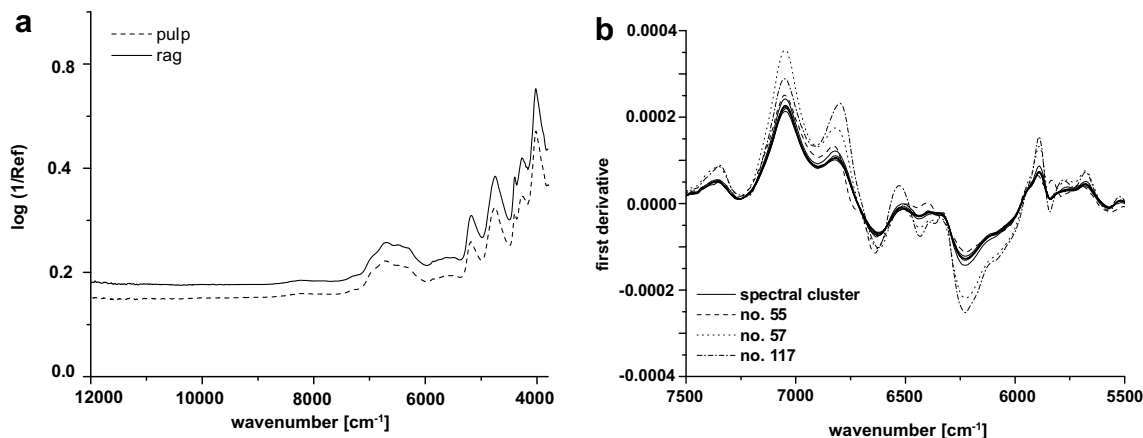 a
pulp
rag
0.8
0.4
0.2
0.0
log (1/Ref)
12000 10000 8000 6000 4000
wavenumber [cm⁻¹]
b
0.0004
0.0002
0.0000
-0.0002
-0.0004
first derivative
spectral cluster
no. 55
no. 57
no. 117
7500 7000 6500 6000 5500
wavenumber [cm⁻¹]